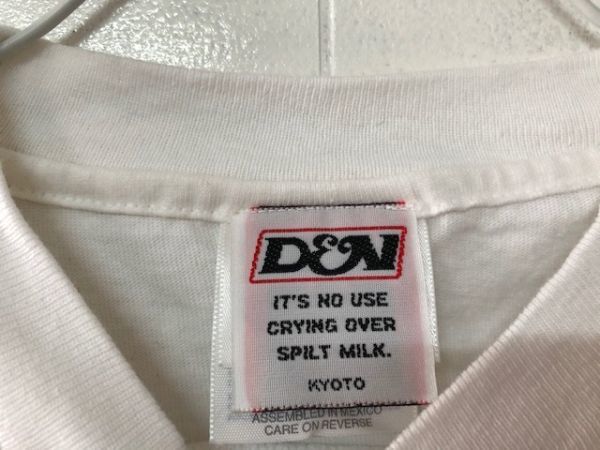 D&N
IT'S NO USE
CRYING OVER
SPILT MILK.
KYOTO
ASSEMBLED IN MEXICO
CARE ON REVERSE